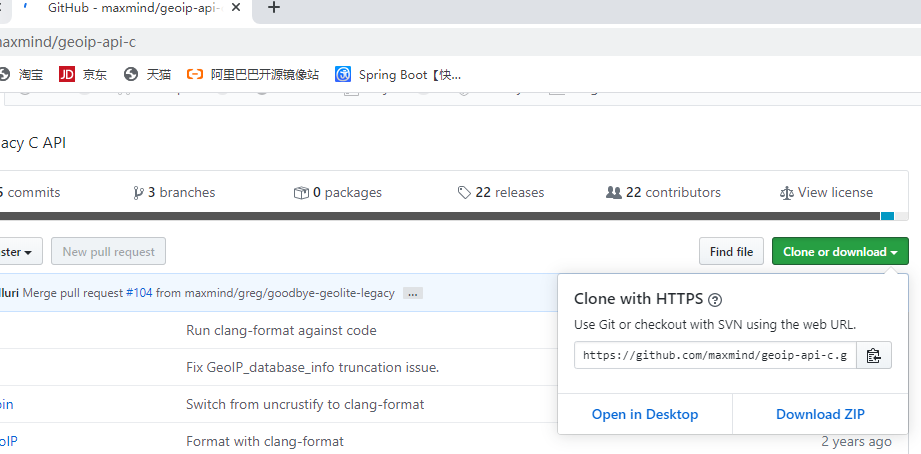 GitHub - maxmind/geoip-api-
maxmind/geoip-api-c
淘宝 JD 京东 天猫 阿里巴巴开源镜像站 Spring Boot【快...
acy C API
5 commits 3 branches 0 packages 22 releases 22 contributors View license
ster New pull request Find file Clone or download
lluri Merge pull request #104 from maxmind/greg/goodbye-geolite-legacy ...
Clone with HTTPS
Use Git or checkout with SVN using the web URL.
Run clang-format against code
https://github.com/maxmind/geoip-api-c.g
Fix GeoIP_database_info truncation issue.
oin Switch from uncrustify to clang-format
Open in Desktop Download ZIP
oIP Format with clang-format 2 years ago